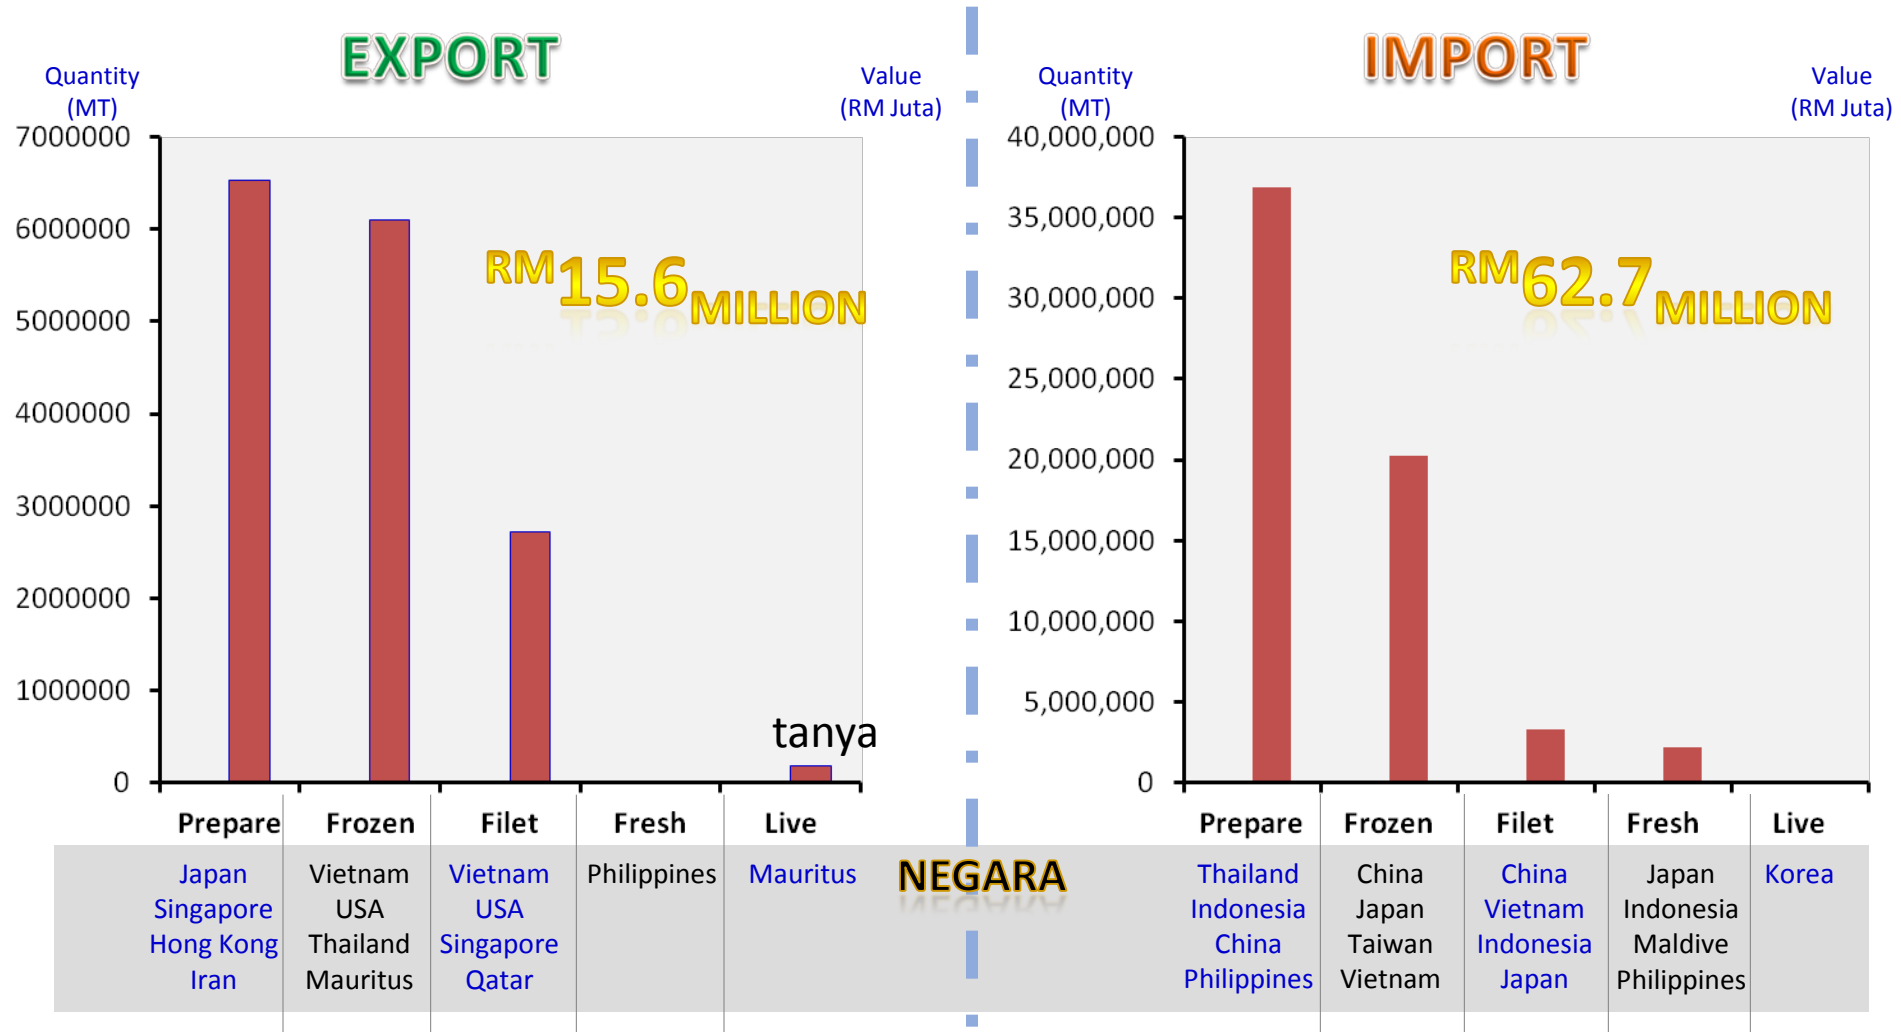 EXPORT
Quantity
(MT)
Value
(RM Juta)
7000000
6000000
5000000
4000000
3000000
2000000
1000000
0
RM15.6 MILLION
tanya
Prepare Frozen Filet Fresh Live
Japan Vietnam Vietnam Philippines Mauritus
Singapore USA USA
Hong Kong Thailand Singapore
Iran Mauritus Qatar
NEGARA
IMPORT
Quantity
(MT)
Value
(RM Juta)
40,000,000
35,000,000
30,000,000
25,000,000
20,000,000
15,000,000
10,000,000
5,000,000
0
RM62.7 MILLION
Prepare Frozen Filet Fresh Live
Thailand China China Japan Korea
Indonesia Japan Vietnam Indonesia
China Taiwan Indonesia Maldive
Philippines Vietnam Japan Philippines